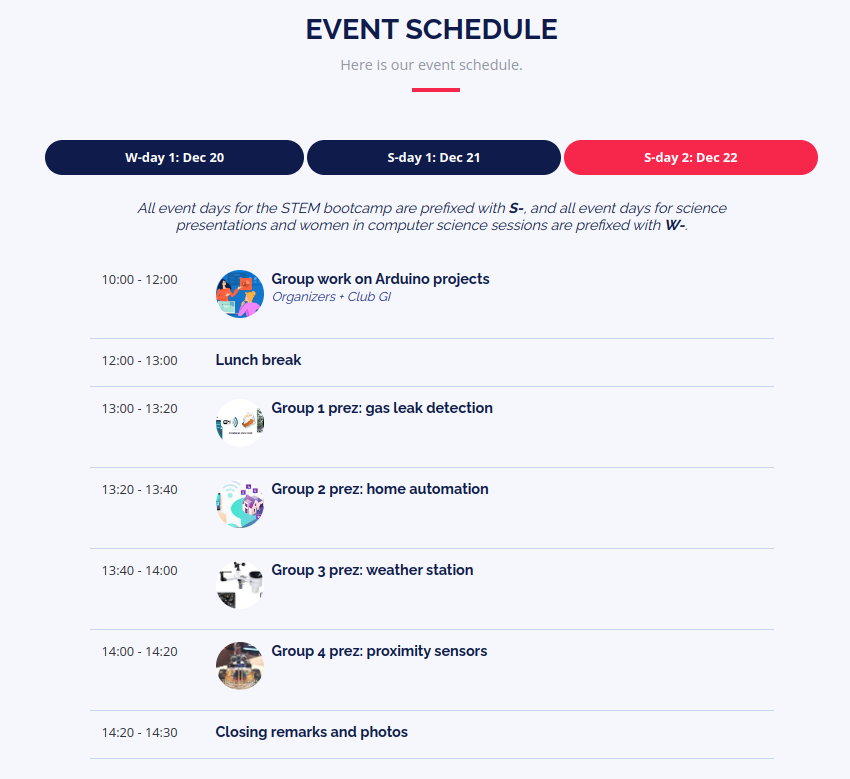 EVENT SCHEDULE
Here is our event schedule.
W-day 1: Dec 20
S-day 1: Dec 21
S-day 2: Dec 22
All event days for the STEM bootcamp are prefixed with S-, and all event days for science
presentations and women in computer science sessions are prefixed with W-.
10:00 - 12:00
Group work on Arduino projects
Organizers + Club GI
12:00 - 13:00
Lunch break
13:00 - 13:20
Group 1 prez: gas leak detection
13:20 - 13:40
Group 2 prez: home automation
13:40 - 14:00
Group 3 prez: weather station
14:00 - 14:20
Group 4 prez: proximity sensors
14:20 - 14:30
Closing remarks and photos